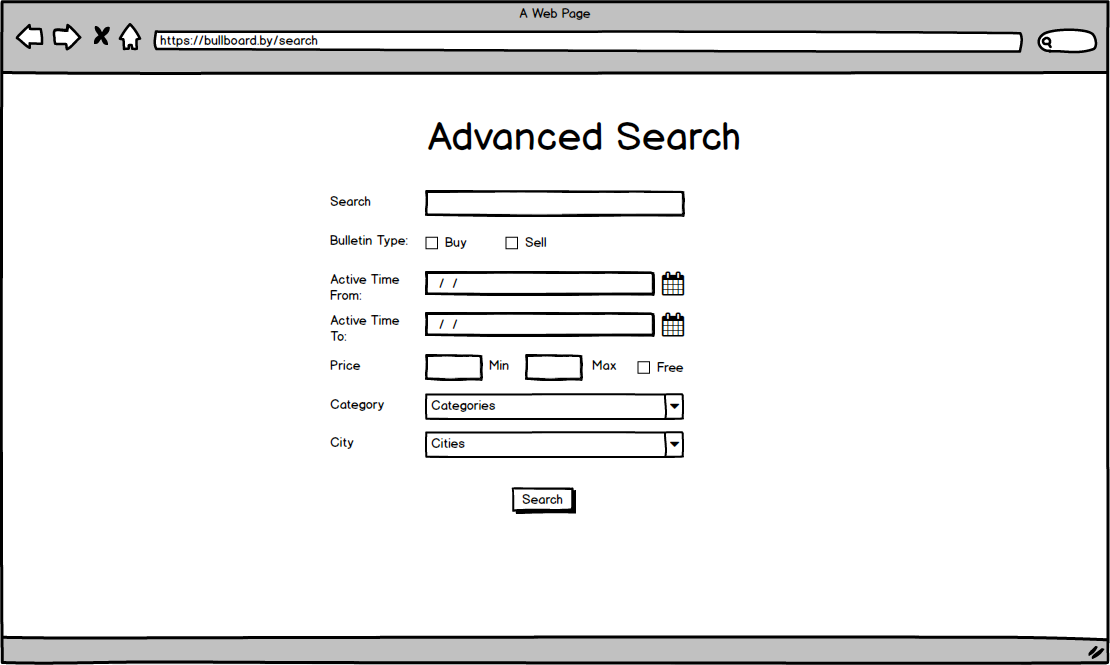 A Web Page
https://bullboard.by/search
Advanced Search
Search
Bulletin Type: Buy Sell
Active Time
From: / /
Active Time
To: / /
Price Min Max Free
Category Categories
City Cities
Search